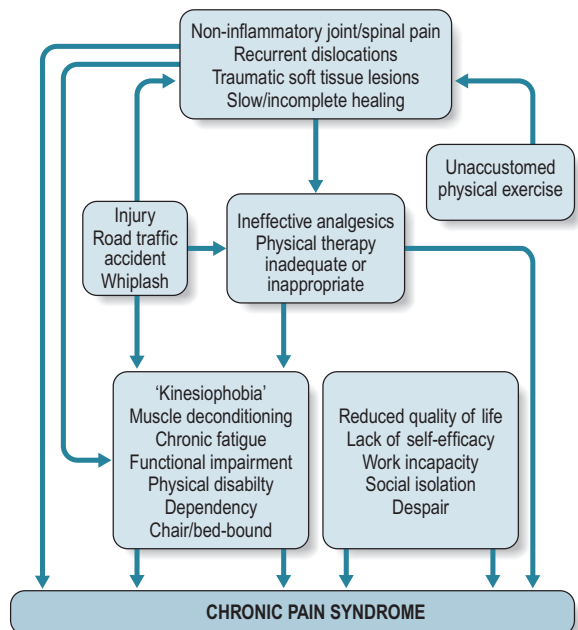 Non-inflammatory joint/spinal pain
Recurrent dislocations
Traumatic soft tissue lesions
Slow/incomplete healing
Unaccustomed
physical exercise
Injury
Road traffic
accident
Whiplash
Ineffective analgesics
Physical therapy
inadequate or
inappropriate
‘Kinesiophobia’
Muscle deconditioning
Chronic fatigue
Functional impairment
Physical disabilty
Dependency
Chair/bed-bound
Reduced quality of life
Lack of self-efficacy
Work incapacity
Social isolation
Despair
CHRONIC PAIN SYNDROME